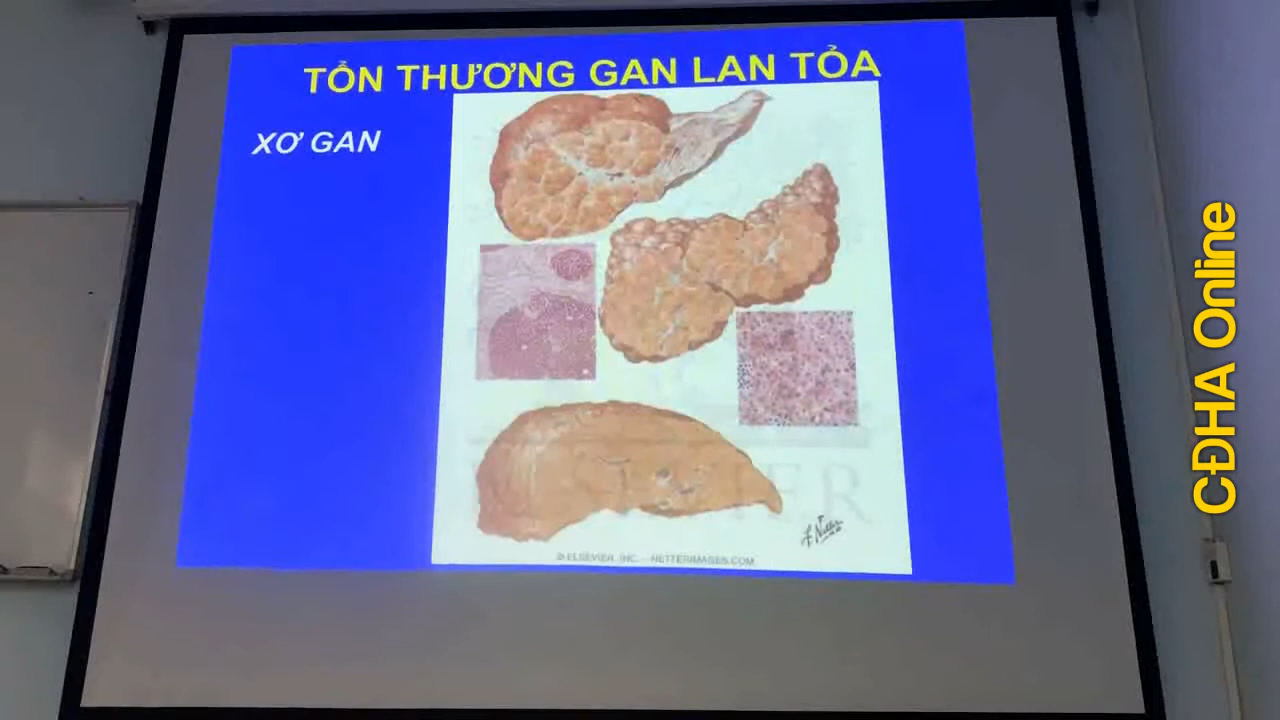 TỔN THƯƠNG GAN LAN TỎA
XƠ GAN
© ELSEVIER, INC. – NETTERIMAGES.COM
CĐHA Online